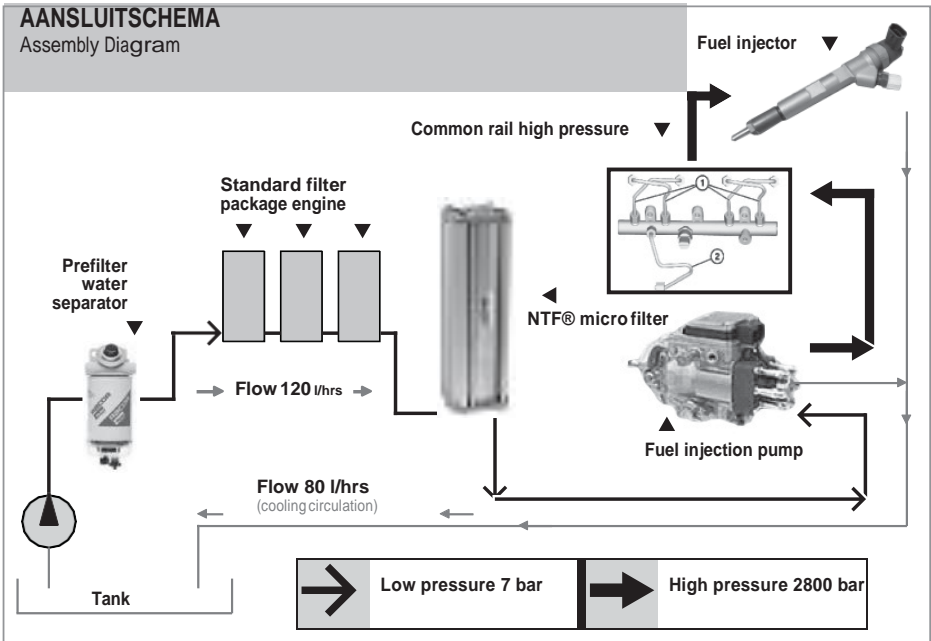 AANSLUITSCHEMA
Assembly Diagram
Fuel injector
Common rail high pressure
1
2
Standard filter
package engine
Prefilter
water
separator
NTF® micro filter
Flow 120 l/hrs
Fuel injection pump
Flow 80 l/hrs
(cooling circulation)
Tank
Low pressure 7 bar
High pressure 2800 bar